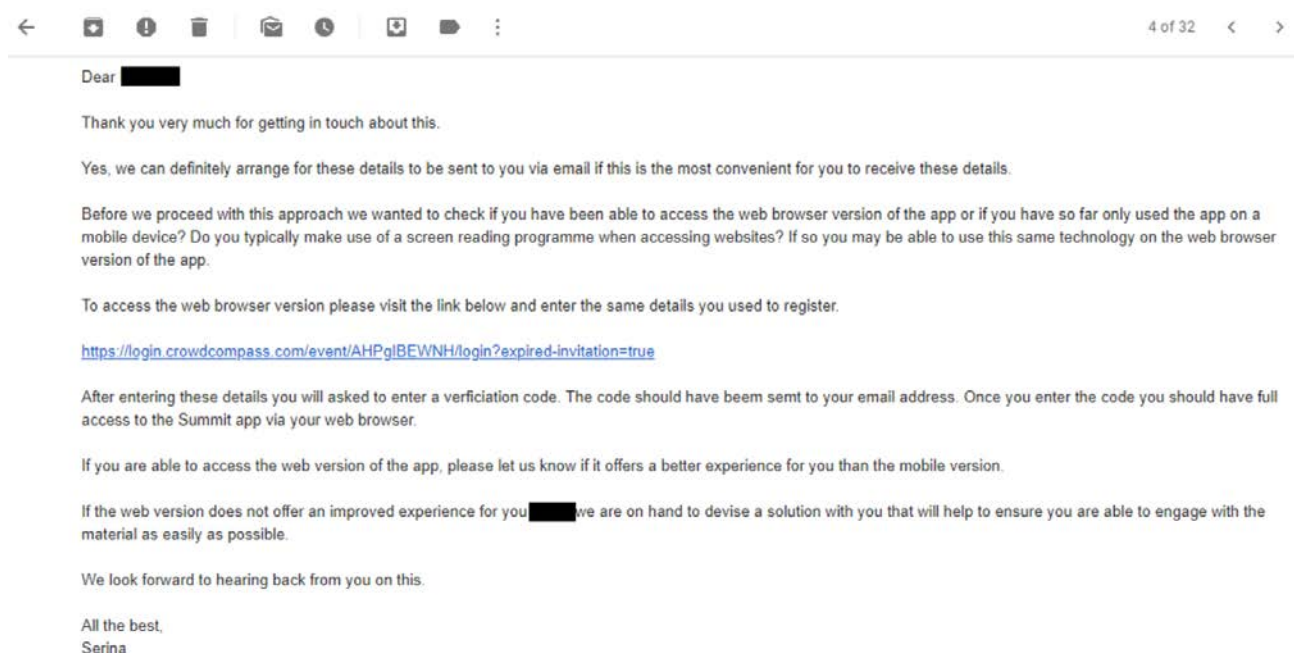 4 of 32
Dear
Thank you very much for getting in touch about this.
Yes, we can definitely arrange for these details to be sent to you via email if this is the most convenient for you to receive these details.
Before we proceed with this approach we wanted to check if you have been able to access the web browser version of the app or if you have so far only used the app on a
mobile device? Do you typically make use of a screen reading programme when accessing websites? If so you may be able to use this same technology on the web browser
version of the app.
To access the web browser version please visit the link below and enter the same details you used to register.
https://login.crowdcompass.com/event/AHPgIBEWNH/login?expired-invitation=true
After entering these details you will asked to enter a verficiation code. The code should have beem semt to your email address. Once you enter the code you should have full
access to the Summit app via your web browser.
If you are able to access the web version of the app, please let us know if it offers a better experience for you than the mobile version.
If the web version does not offer an improved experience for you we are on hand to devise a solution with you that will help to ensure you are able to engage with the
material as easily as possible.
We look forward to hearing back from you on this.
All the best,
Serina